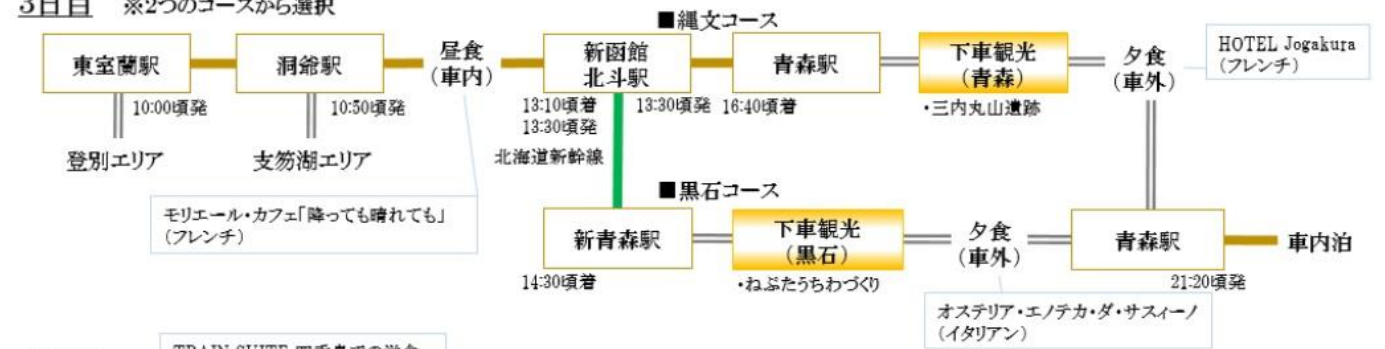 3日目 ※2つのコースから選択
■縄文コース
東室蘭駅
洞爺駅
昼食
(車内)
新函館
北斗駅
青森駅
下車観光
(青森)
夕食
(車外)
HOTEL Jogakura
(フレンチ)
10:00頃発
10:50頃発
13:10頃着
13:30頃発
13:30頃発
16:40頃着
・三内丸山遺跡
登別エリア
支笏湖エリア
北海道新幹線
モリエール・カフェ「降っても晴れても」
(フレンチ)
■黒石コース
新青森駅
下車観光
(黒石)
夕食
(車外)
青森駅
車内泊
14:30頃着
・ねぷたうちわづくり
21:20頃発
オステリア・エノテカ・ダ・サスィーノ
(イタリアン)
TRAIN SUITE 四季島での洋食